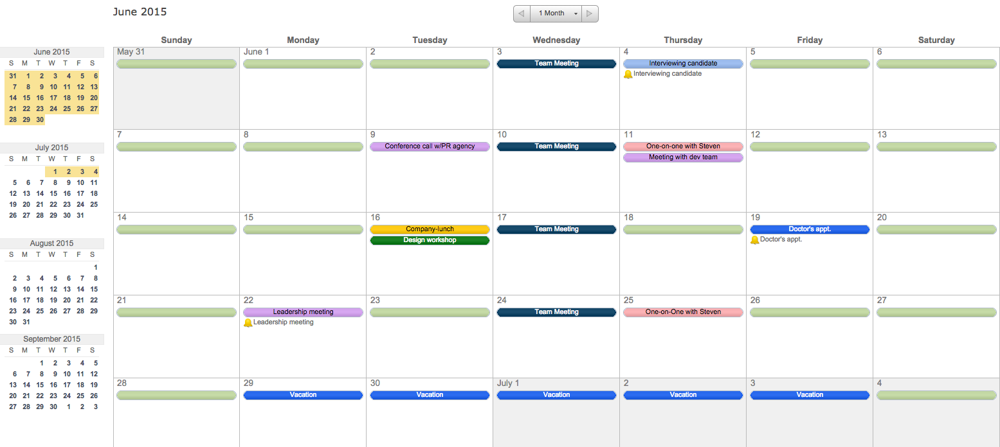 June 2015
1 Month
June 2015
S M T W T F S
31 1 2 3 4 5 6
7 8 9 10 11 12 13
14 15 16 17 18 19 20
21 22 23 24 25 26 27
28 29 30
July 2015
S M T W T F S
1 2 3 4
5 6 7 8 9 10 11
12 13 14 15 16 17 18
19 20 21 22 23 24 25
26 27 28 29 30 31
August 2015
S M T W T F S
1
2 3 4 5 6 7 8
9 10 11 12 13 14 15
16 17 18 19 20 21 22
23 24 25 26 27 28 29
30 31
September 2015
S M T W T F S
1 2 3 4 5
6 7 8 9 10 11 12
13 14 15 16 17 18 19
20 21 22 23 24 25 26
27 28 29 30 1 2 3
Sunday Monday Tuesday Wednesday Thursday Friday Saturday
May 31 June 1 2 3 4 5 6
Team Meeting Interviewing candidate
Interviewing candidate
7 8 9 10 11 12 13
Conference call w/PR agency Team Meeting One-on-one with Steven
Meeting with dev team
14 15 16 17 18 19 20
Company-lunch Team Meeting Doctor's appt.
Design workshop Doctor's appt.
21 22 23 24 25 26 27
Leadership meeting Team Meeting One-on-One with Steven
Leadership meeting
28 29 30 July 1 2 3 4
Vacation Vacation Vacation Vacation Vacation